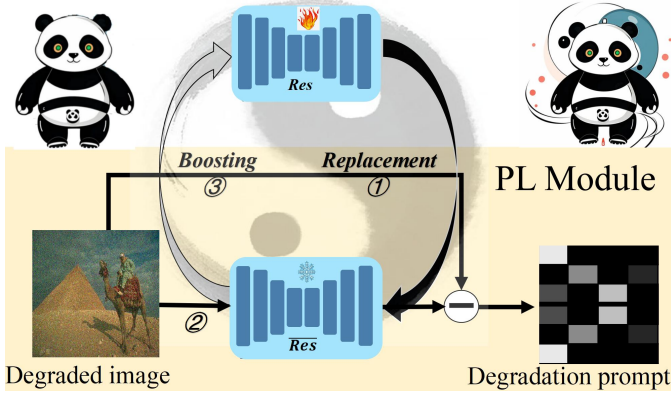 Res
Boosting
Replacement
③
①
PL Module
②
Res
Degraded image
Degradation prompt